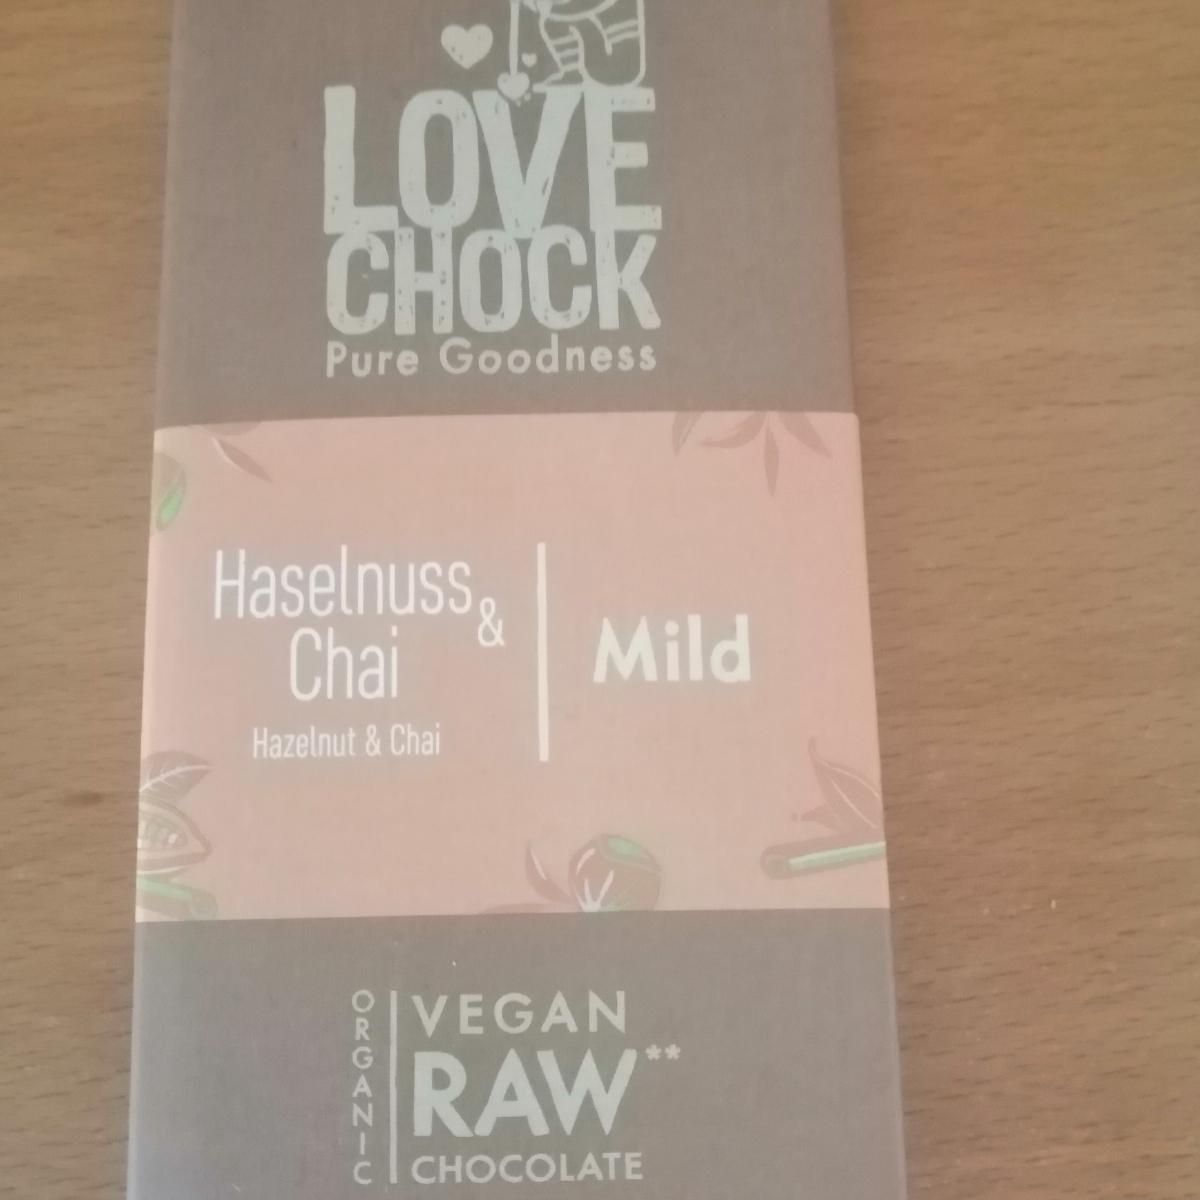 LOVE
CHOCK
Pure Goodness
Haselnuss &
Chai
Hazelnut & Chai
Mild
ORGANIC
VEGAN
RAW**
CHOCOLATE